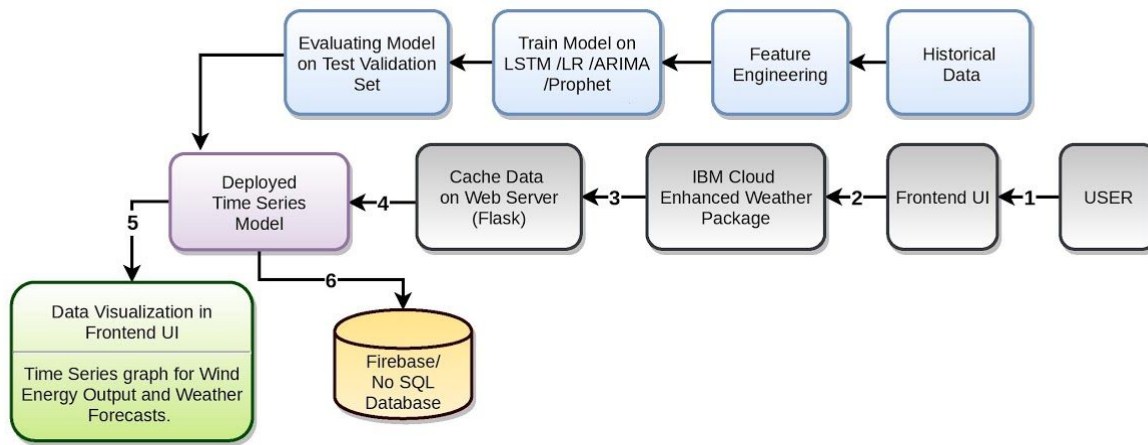 Evaluating Model
on Test Validation
Set
Train Model on
LSTM /LR /ARIMA
/Prophet
Feature
Engineering
Historical
Data
Deployed
Time Series
Model
4
Cache Data
on Web Server
(Flask)
3
IBM Cloud
Enhanced Weather
Package
2
Frontend UI
1
USER
5
6
Data Visualization in
Frontend UI
Time Series graph for Wind
Energy Output and Weather
Forecasts.
Firebase/
No SQL
Database